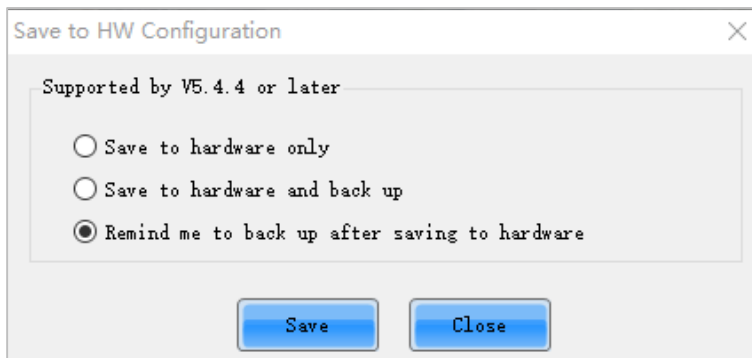 Save to HW Configuration
Supported by V5.4.4 or later
Save to hardware only
Save to hardware and back up
Remind me to back up after saving to hardware
Save
Close